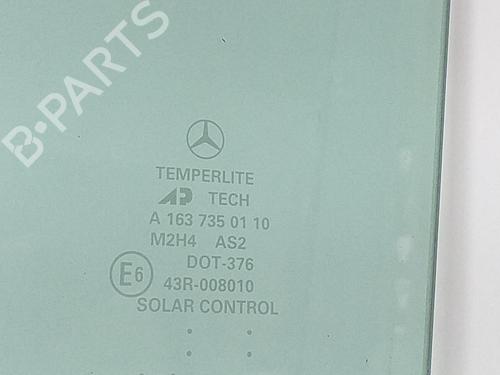 B-PARTS
TEMPERLITE
AP TECH
A 163 735 01 10
M2H4 AS2
DOT-376
E6 43R-008010
SOLAR CONTROL